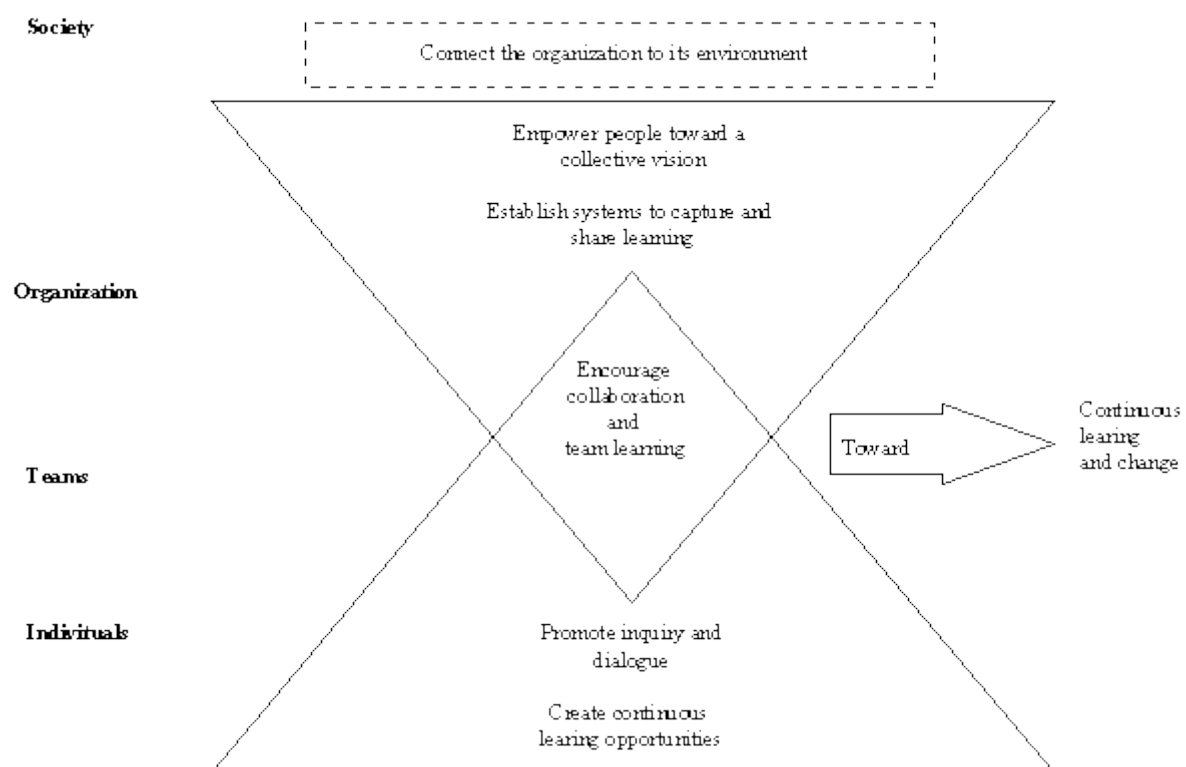 Society
Connect the organization to its environment
Empower people toward a
collective vision
Establish systems to capture and
share learning
Organization
Encourage
collaboration
and
team learning
Toward
Continuous
learing
and change
Teams
Indivituals
Promote inquiry and
dialogue
Create continuous
learing opportunities